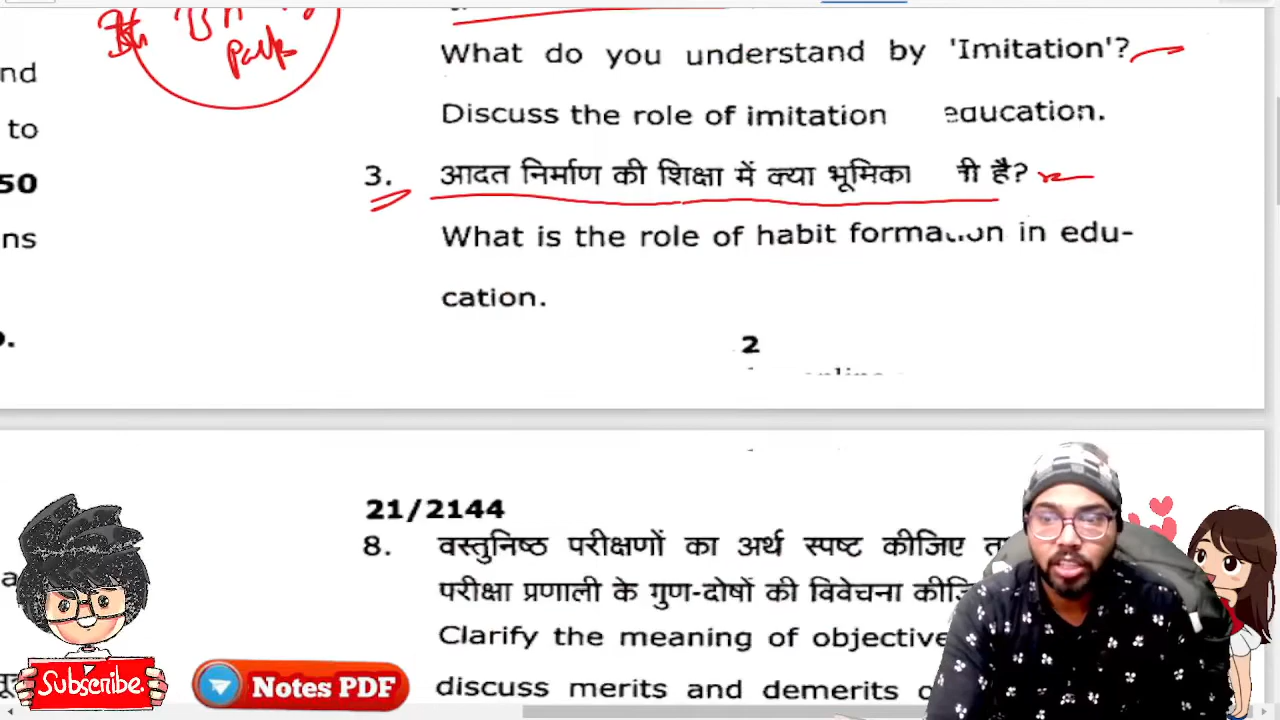 park
What do you understand by 'Imitation'?
nd
Discuss the role of imitation education.
to
3. आदत निर्माण की शिक्षा में क्या भूमिका है?
50
What is the role of habit formation in edu-
ns
cation.
2
21/2144
8. वस्तुनिष्ठ परीक्षणों का अर्थ स्पष्ट कीजिए
परीक्षा प्रणाली के गुण-दोषों की विवेचना
Clarify the meaning of objective
discuss merits and demerits
Subscribe.
Notes PDF